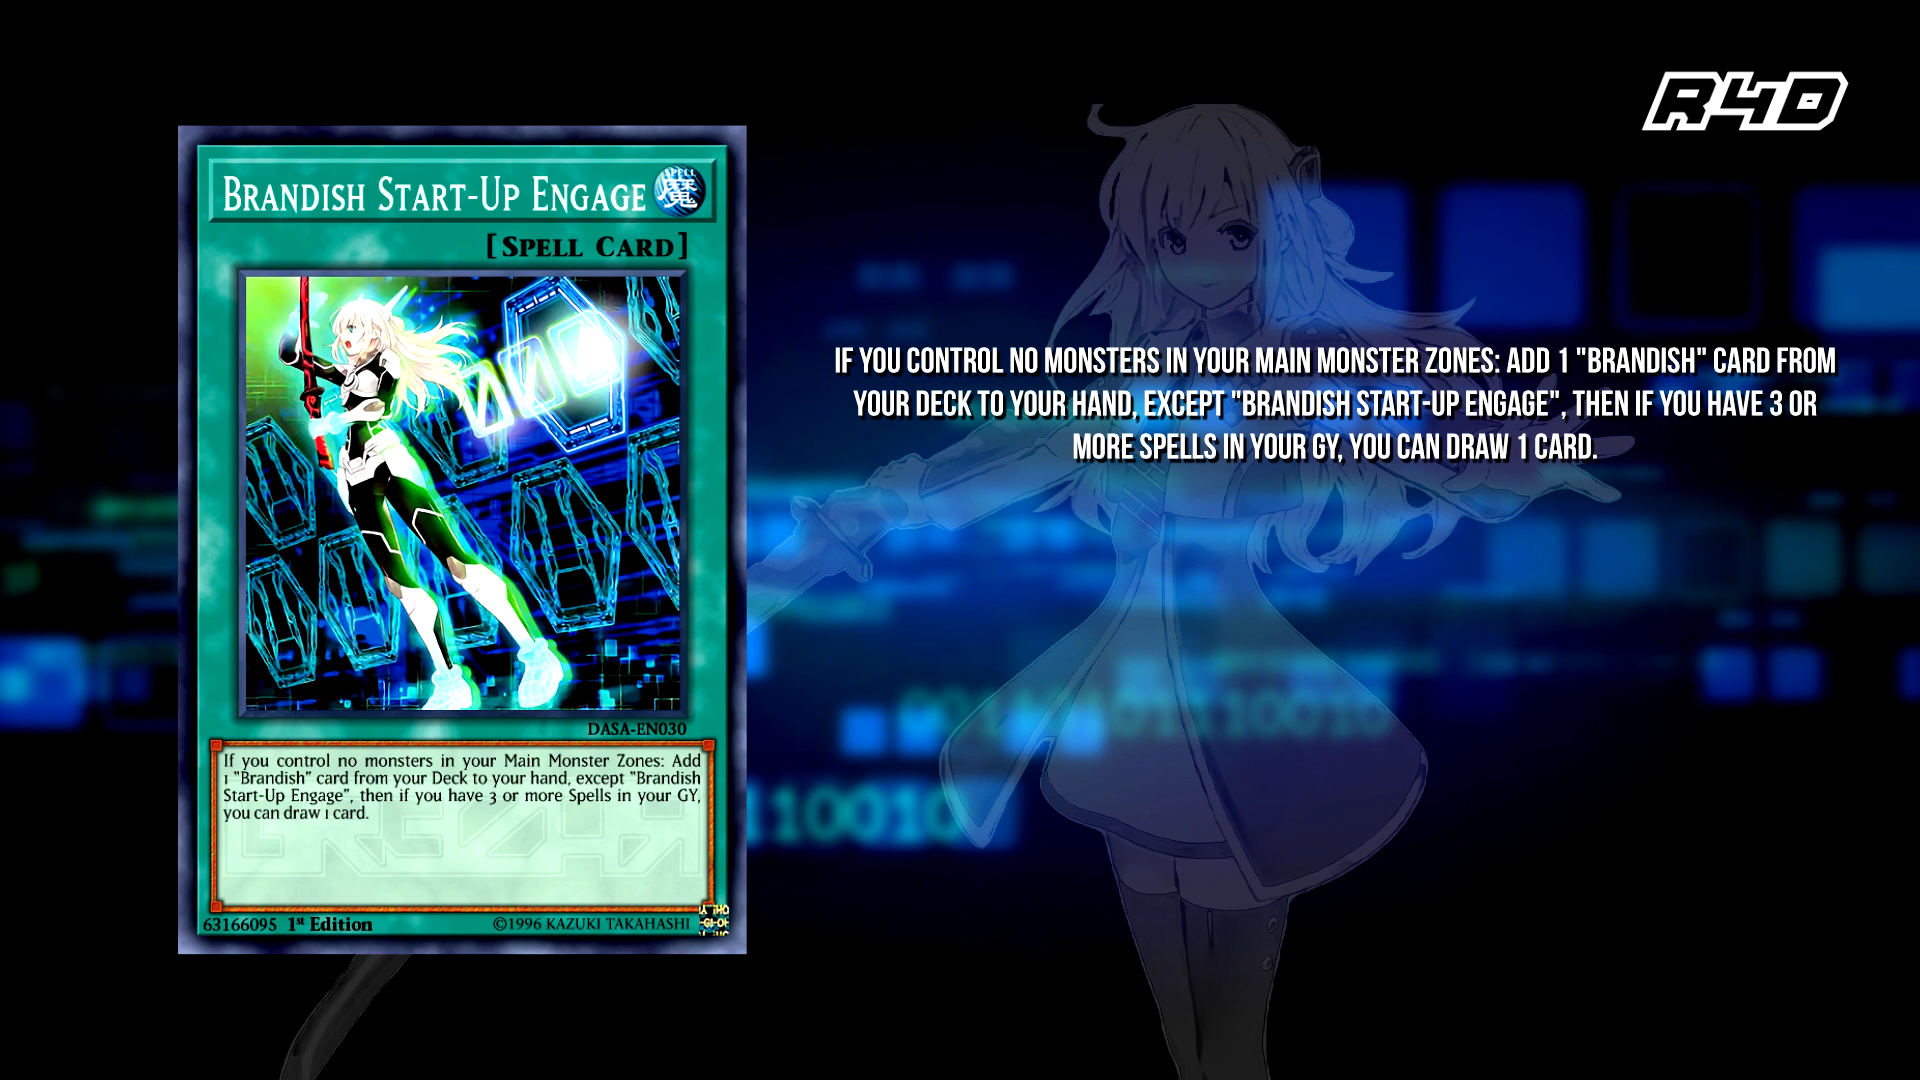 R4D
BRANDISH START-UP ENGAGE
SPELL
魔
[SPELL CARD]
DASA-EN030
If you control no monsters in your Main Monster Zones: Add
1 "Brandish" card from your Deck to your hand, except "Brandish
Start-Up Engage", then if you have 3 or more Spells in your GY,
you can draw 1 card.
63166095 1st Edition
©1996 KAZUKI TAKAHASHI
IF YOU CONTROL NO MONSTERS IN YOUR MAIN MONSTER ZONES: ADD 1 "BRANDISH" CARD FROM
YOUR DECK TO YOUR HAND, EXCEPT "BRANDISH START-UP ENGAGE", THEN IF YOU HAVE 3 OR
MORE SPELLS IN YOUR GY, YOU CAN DRAW 1 CARD.
110010